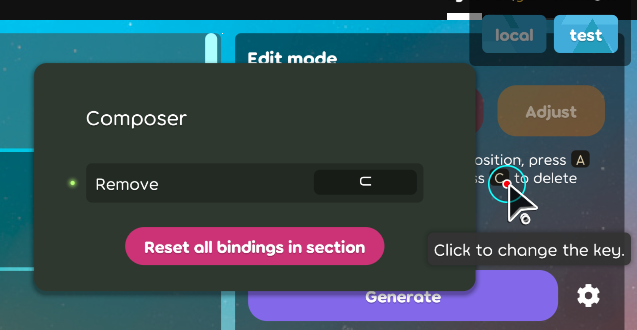 local
test
Edit mode
Composer
Adjust
osition, press A
ss C to delete
Remove
Click to change the key.
Reset all bindings in section
Generate